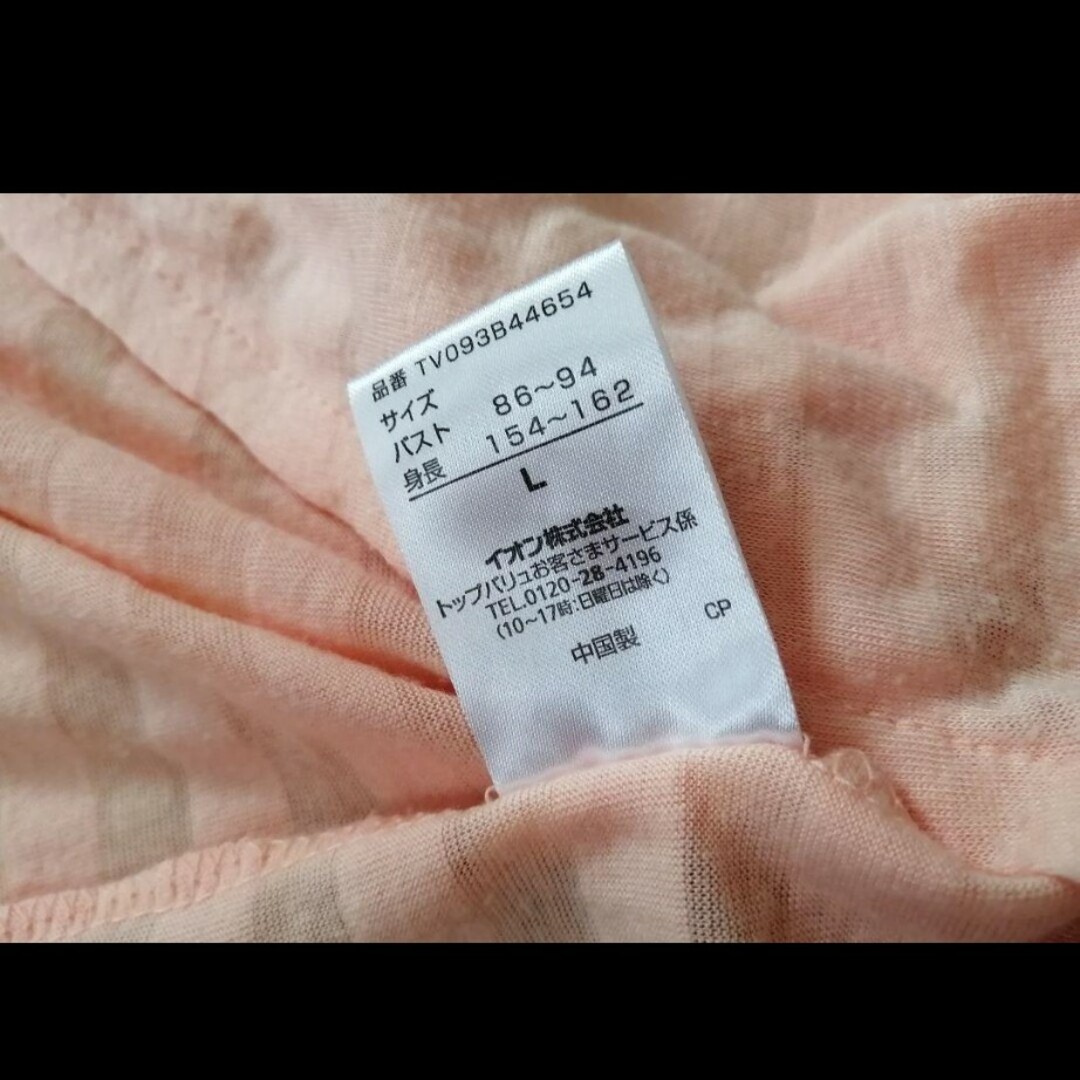 品番 TV093B44654
サイズ
バスト 86〜94
身長 154〜162
L
イオン株式会社
トップバリュお客さまサービス係
TEL.0120-28-4196
(10〜17時:日曜日は除く)
中国製 CP